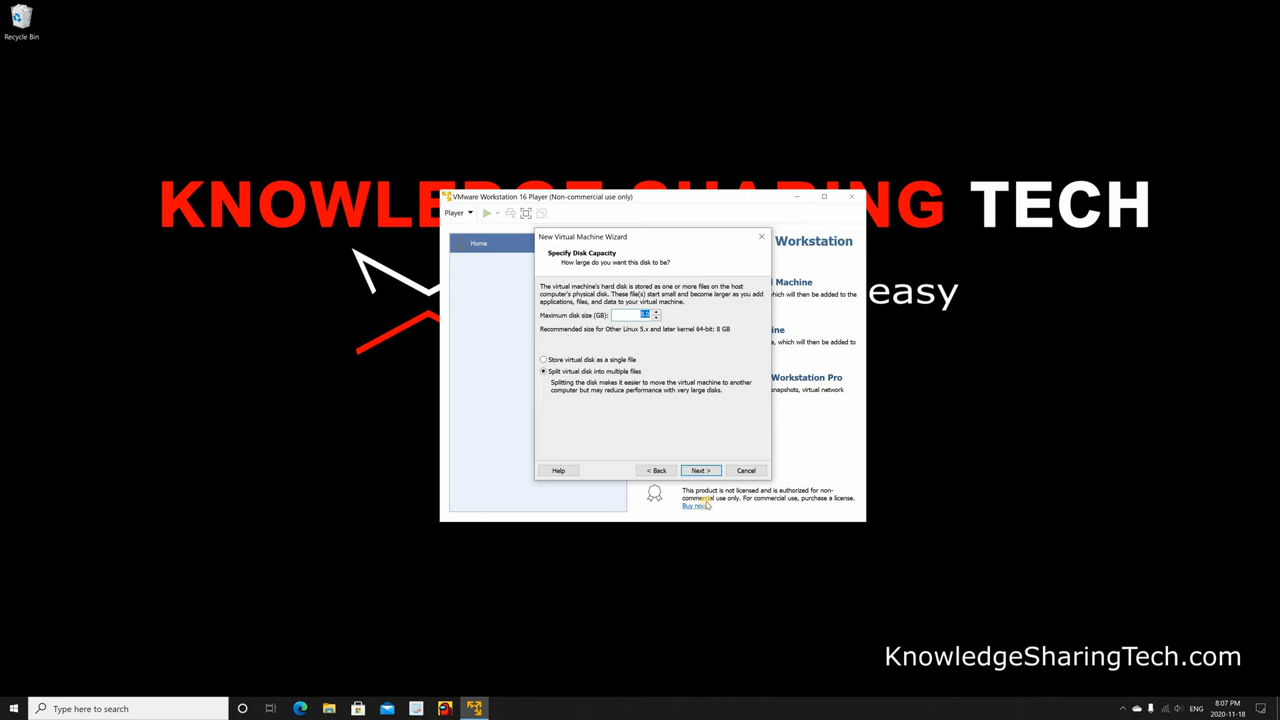 Recycle Bin
KNOWLEDGE SHARING TECH
easy
VMware Workstation 16 Player (Non-commercial use only)
Player
Home
Workstation
Machine
which will then be added to the
ine
a, which will then be added to
Workstation Pro
snapshots, virtual network
New Virtual Machine Wizard
Specify Disk Capacity
How large do you want this disk to be?
The virtual machine's hard disk is stored as one or more files on the host
computer's physical disk. These file(s) start small and become larger as you add
applications, files, and data to your virtual machine.
Maximum disk size (GB): 8.0
Recommended size for Other Linux 5.x and later kernel 64-bit: 8 GB
Store virtual disk as a single file
Split virtual disk into multiple files
Splitting the disk makes it easier to move the virtual machine to another
computer but may reduce performance with very large disks.
Help
< Back
Next >
Cancel
This product is not licensed and is authorized for non-
commercial use only. For commercial use, purchase a license.
Buy now
KnowledgeSharingTech.com
Type here to search
ENG
8:07 PM
2020-11-18